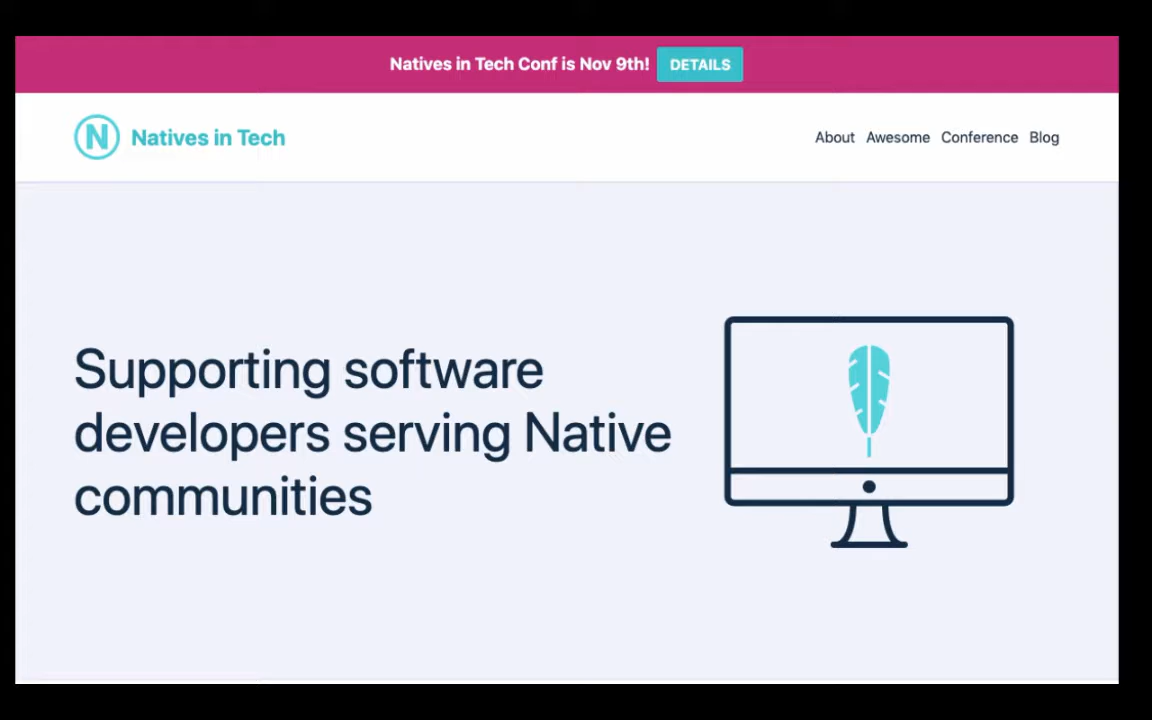 Natives in Tech Conf is Nov 9th! DETAILS
N Natives in Tech
About Awesome Conference Blog
Supporting software
developers serving Native
communities